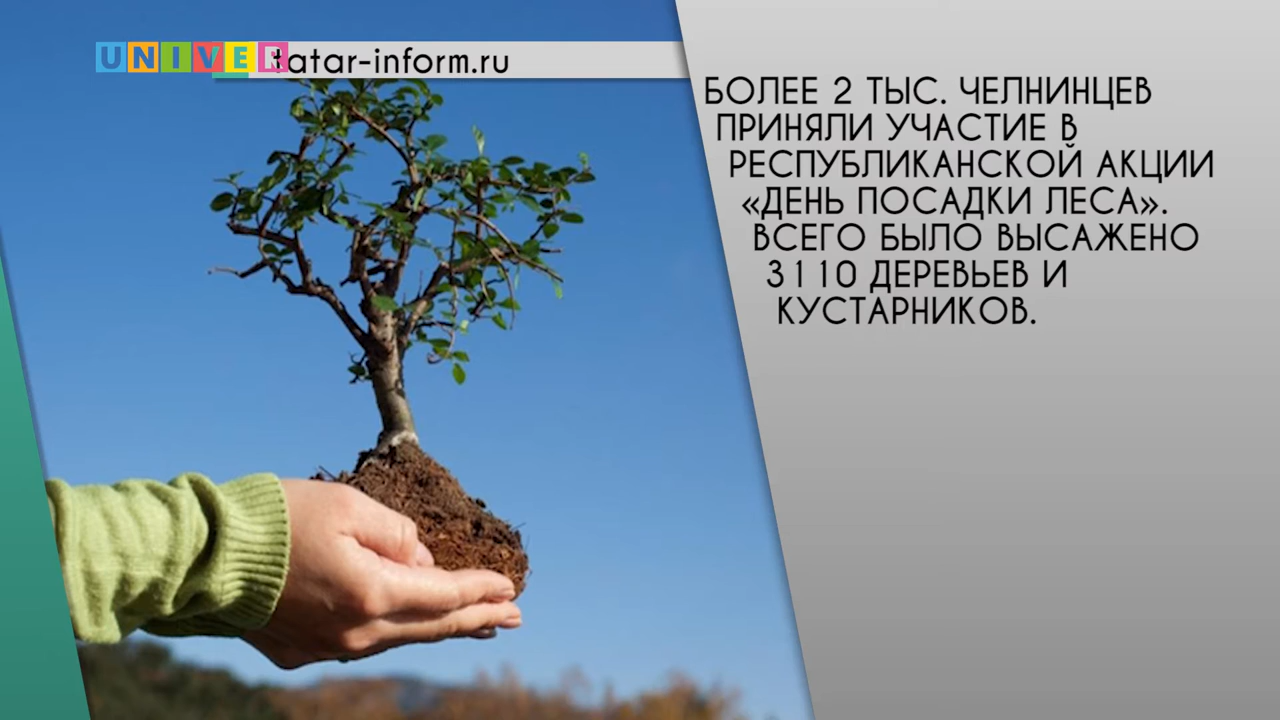 UNIVER
tatar-inform.ru
БОЛЕЕ 2 ТЫС. ЧЕЛНИНЦЕВ
ПРИНЯЛИ УЧАСТИЕ В
РЕСПУБЛИКАНСКОЙ АКЦИИ
«ДЕНЬ ПОСАДКИ ЛЕСА».
ВСЕГО БЫЛО ВЫСАЖЕНО
3110 ДЕРЕВЬЕВ И
КУСТАРНИКОВ.